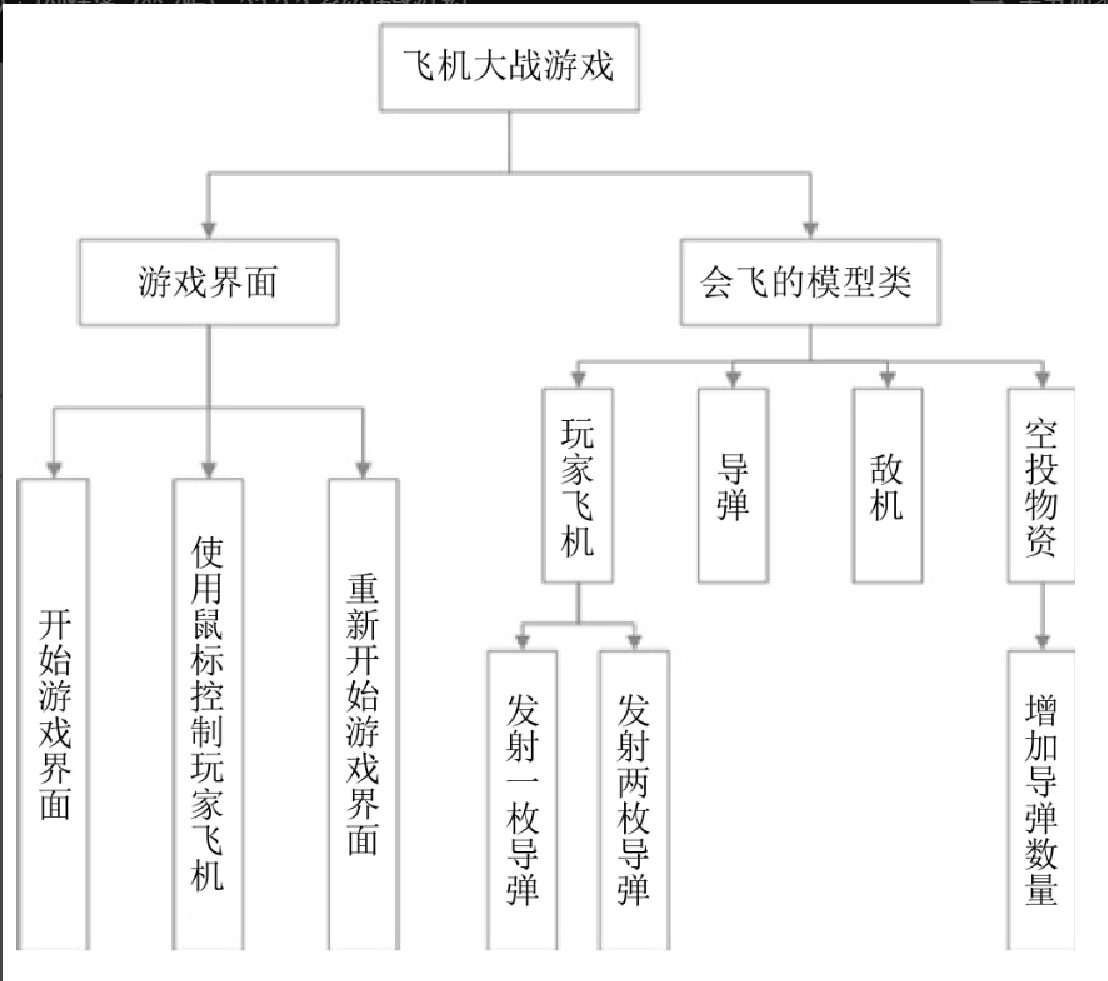 飞机大战游戏
游戏界面
会飞的模型类
玩家飞机
导弹
敌机
空投物资
开始游戏界面
使用鼠标控制玩家飞机
重新开始游戏界面
发射一枚导弹
发射两枚导弹
增加导弹数量